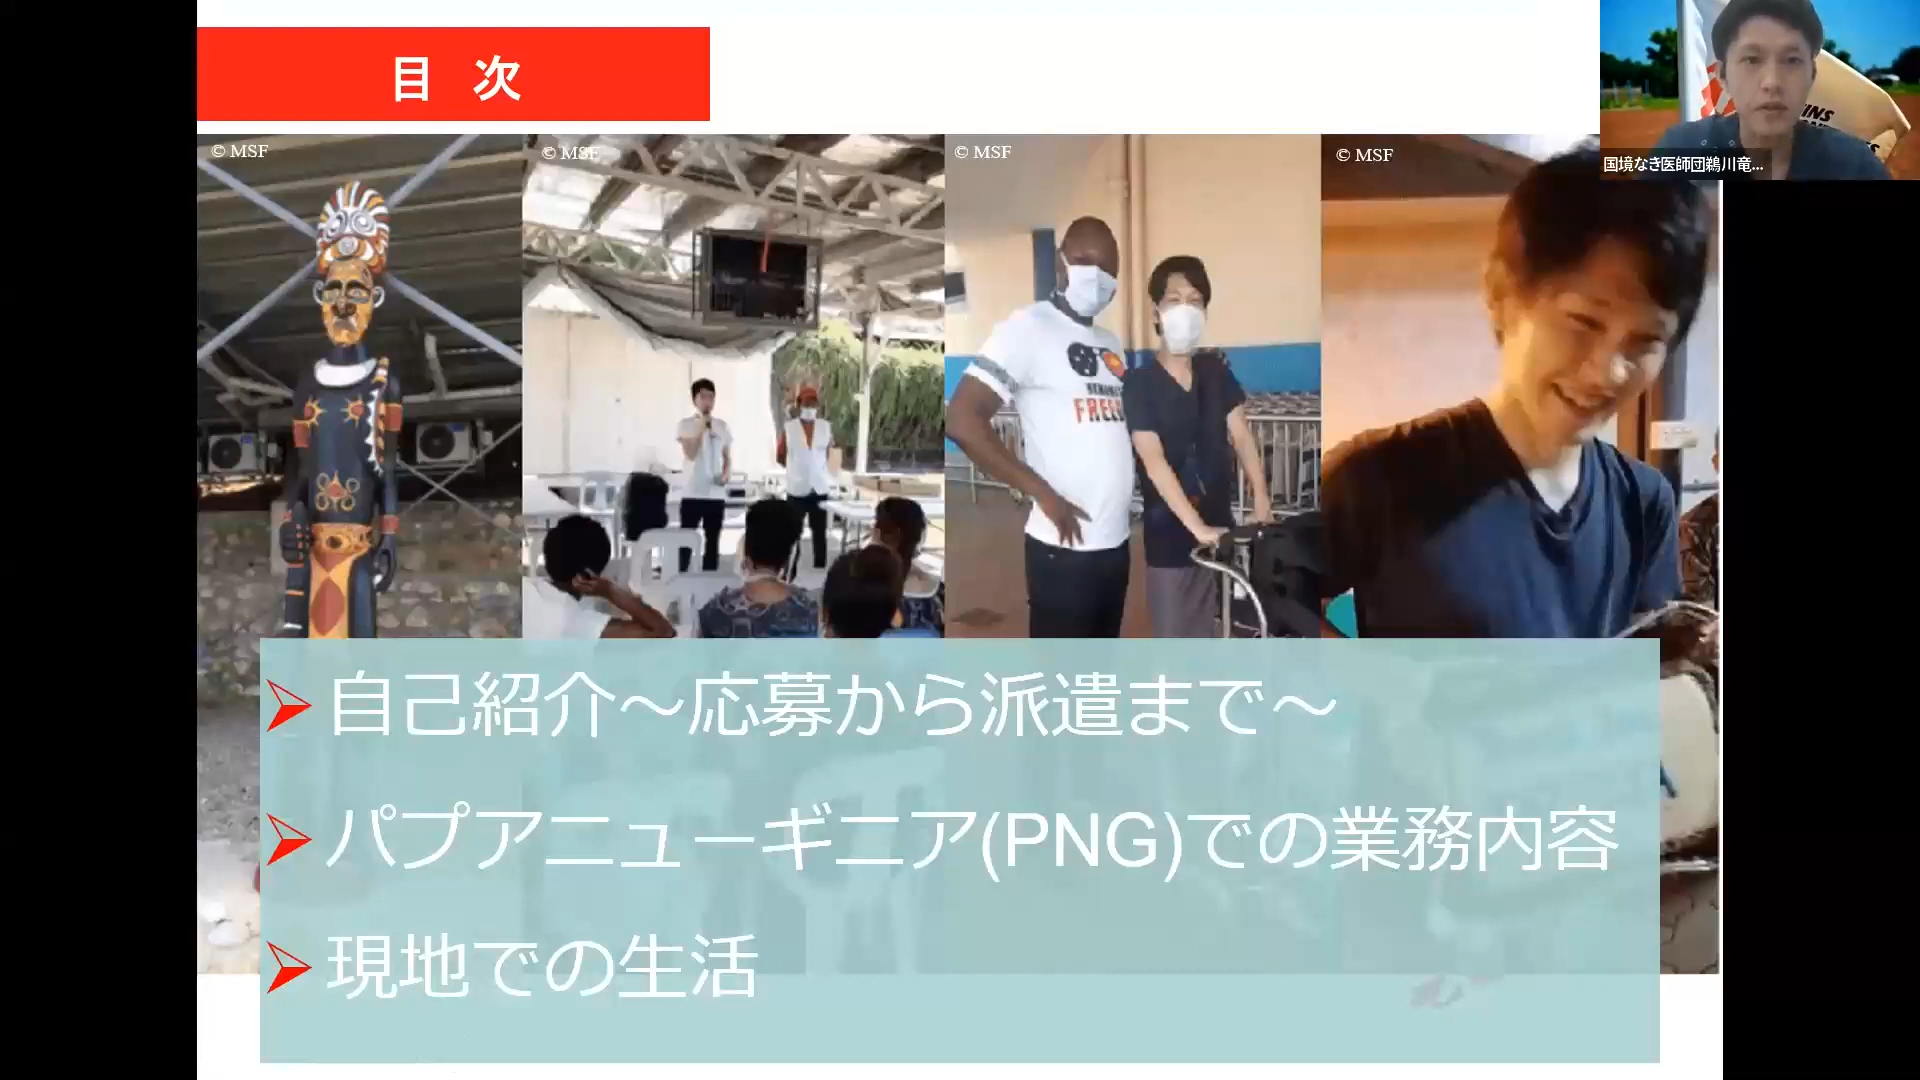 目 次
© MSF
© MSF
© MSF
© MSF
国境なき医師団鵜川竜...
FREE
自己紹介～応募から派遣まで～
パプアニューギニア(PNG)での業務内容
現地での生活